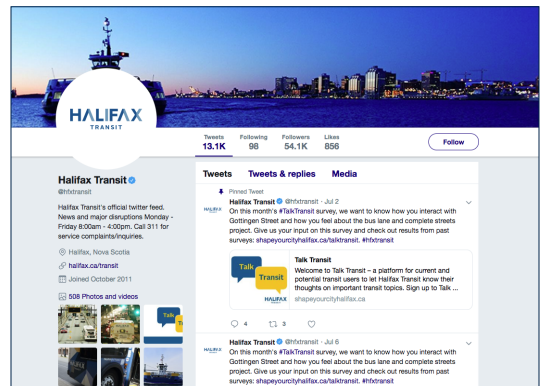 HALIFAX
TRANSIT
Tweets Following Followers Likes
13.1K 98 54.1K 856
Follow
Halifax Transit
@hfxtransit
Halifax Transit's official twitter feed.
News and major disruptions Monday -
Friday 8:00am - 4:00pm. Call 311 for
service complaints/inquiries.
Halifax, Nova Scotia
halifax.ca/transit
Joined October 2011
508 Photos and videos
Talk
Tweets Tweets & replies Media
Pinned Tweet
HALIFAX
Halifax Transit @hfxtransit · Jul 2
On this month's #TalkTransit survey, we want to know how you interact with
Gottingen Street and how you feel about the bus lane and complete streets
project. Give us your input on this survey and check out results from past
surveys: shapeyourcityhalifax.ca/talktransit. #hfxtransit
Talk
Transit
HALIFAX
Talk Transit
Welcome to Talk Transit – a platform for current and
potential transit users to let Halifax Transit know their
thoughts on important transit topics. Sign up to Talk ...
shapeyourcityhalifax.ca
4 3
HALIFAX
Halifax Transit @hfxtransit · Jul 6
On this month's #TalkTransit survey, we want to know how you interact with
Gottingen Street and how you feel about the bus lane and complete streets
project. Give us your input on this survey and check out results from past
surveys: shapeyourcityhalifax.ca/talktransit. #hfxtransit